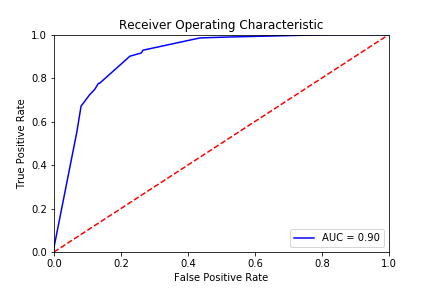 Receiver Operating Characteristic
True Positive Rate
1.0
0.8
0.6
0.4
0.2
0.0
AUC = 0.90
0.0 0.2 0.4 0.6 0.8 1.0
False Positive Rate